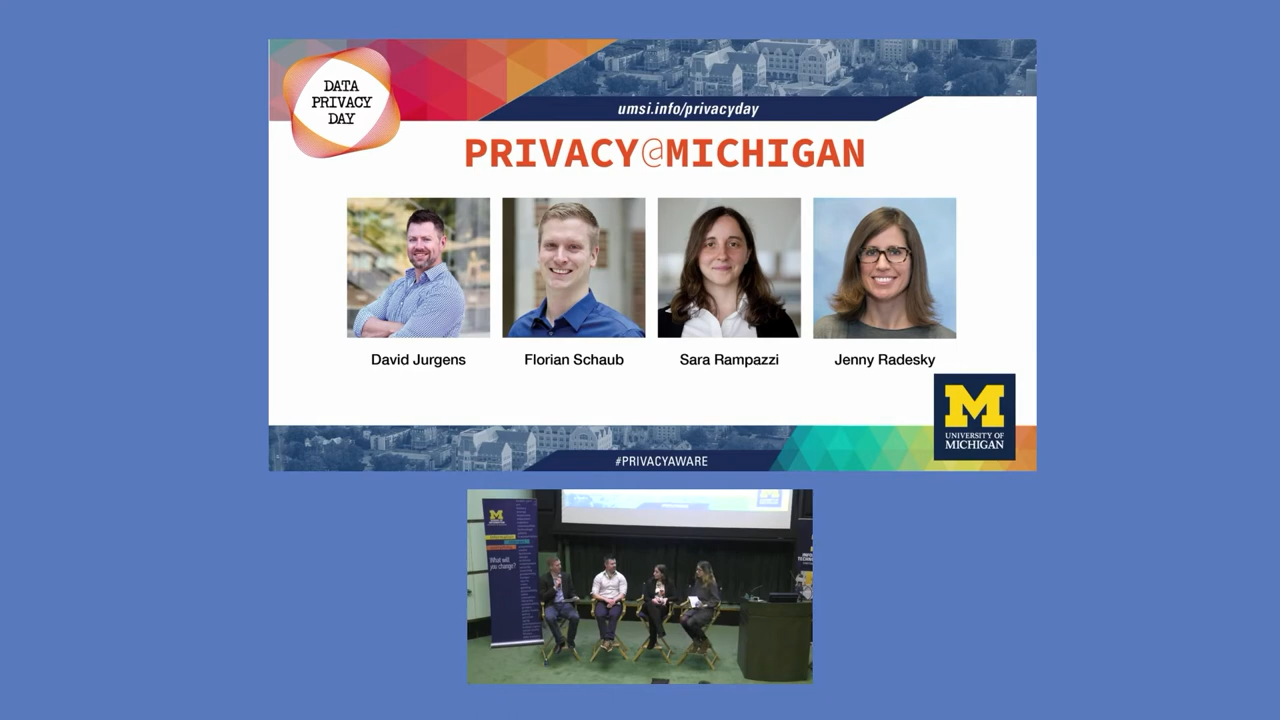 DATA
PRIVACY
DAY
umsi.info/privacyday
PRIVACY@MICHIGAN
David Jurgens
Florian Schaub
Sara Rampazzi
Jenny Radesky
M
UNIVERSITY OF
MICHIGAN
#PRIVACYAWARE
M
What will
you change?